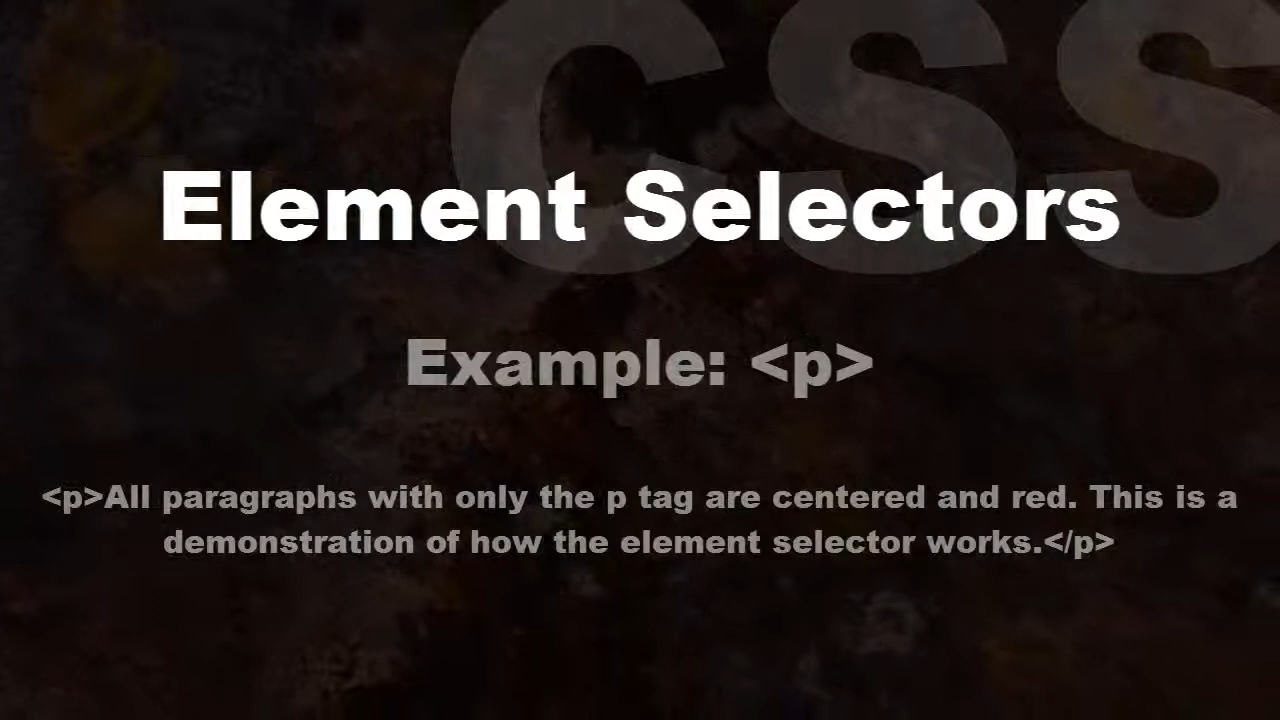 CSS
Element Selectors
Example: <p>
<p>All paragraphs with only the p tag are centered and red. This is a
demonstration of how the element selector works.</p>